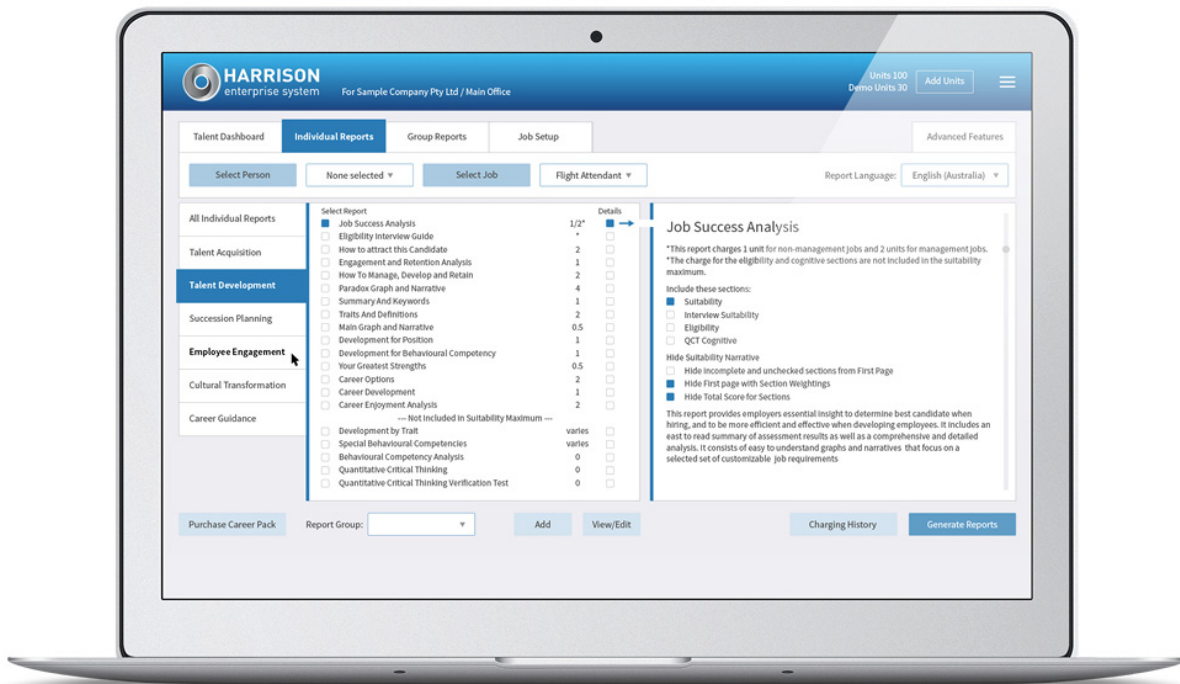 HARRISON
enterprise system
For Sample Company Pty Ltd / Main Office
Units 100
Demo Units 30
Add Units
Talent Dashboard
Individual Reports
Group Reports
Job Setup
Advanced Features
Select Person
None selected
Select Job
Flight Attendant
Report Language:
English (Australia)
All Individual Reports
Talent Acquisition
Talent Development
Succession Planning
Employee Engagement
Cultural Transformation
Career Guidance
Select Report Details
Job Success Analysis 1/2*
Eligibility Interview Guide *
How to attract this Candidate 2
Engagement and Retention Analysis 1
How To Manage, Develop and Retain 2
Paradox Graph and Narrative 4
Summary And Keywords 1
Traits And Definitions 2
Main Graph and Narrative 0.5
Development for Position 1
Development for Behavioural Competency 1
Your Greatest Strengths 0.5
Career Options 2
Career Development 1
Career Enjoyment Analysis 2
--- Not Included in Suitability Maximum ---
Development by Trait varies
Special Behavioural Competencies varies
Behavioural Competency Analysis 0
Quantitative Critical Thinking 0
Quantitative Critical Thinking Verification Test 0
Job Success Analysis
*This report charges 1 unit for non-management jobs and 2 units for management jobs.
*The charge for the eligibility and cognitive sections are not included in the suitability
maximum.
Include these sections:
Suitability
Interview Suitability
Eligibility
QCT Cognitive
Hide Suitability Narrative
Hide incomplete and unchecked sections from First Page
Hide First page with Section Weightings
Hide Total Score for Sections
This report provides employers essential insight to determine best candidate when
hiring, and to be more efficient and effective when developing employees. It includes an
east to read summary of assessment results as well as a comprehensive and detailed
analysis. It consists of easy to understand graphs and narratives that focus on a
selected set of customizable job requirements
Purchase Career Pack
Report Group:
Add
View/Edit
Charging History
Generate Reports